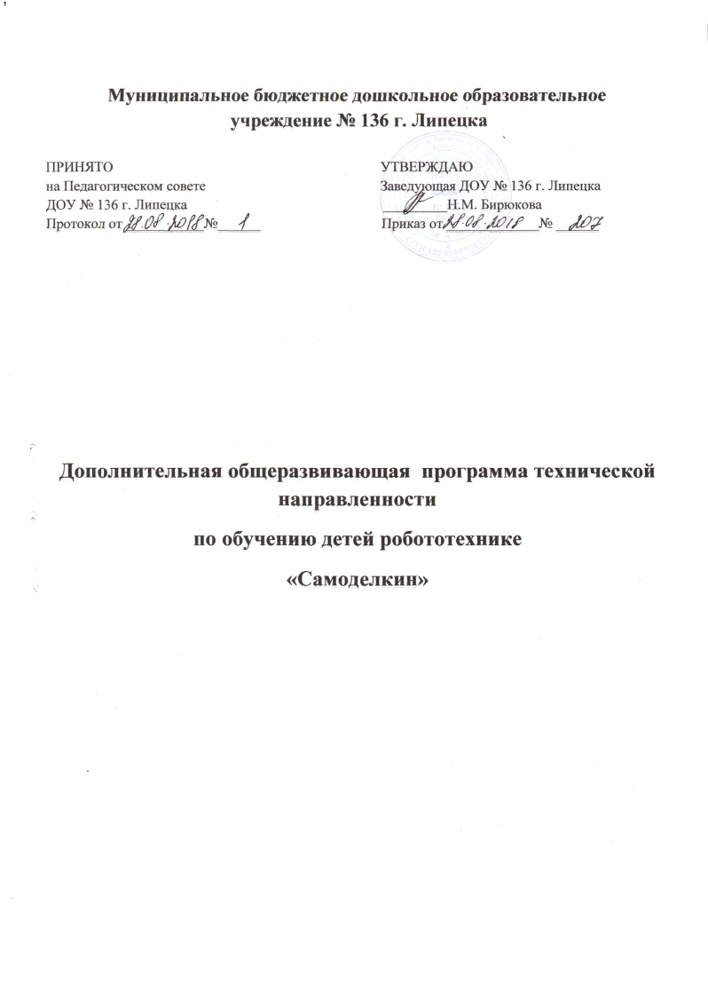 Муниципальное бюджетное дошкольное образовательное
учреждение № 136 г. Липецка
ПРИНЯТО
на Педагогическом совете
ДОУ № 136 г. Липецка
Протокол от 28.08.2018 № 1
УТВЕРЖДАЮ
Заведующая ДОУ № 136 г. Липецка
Н.М. Бирюкова
Приказ от 28.08.2018 № 207
Дополнительная общеразвивающая программа технической
направленности
по обучению детей робототехнике
«Самоделкин»